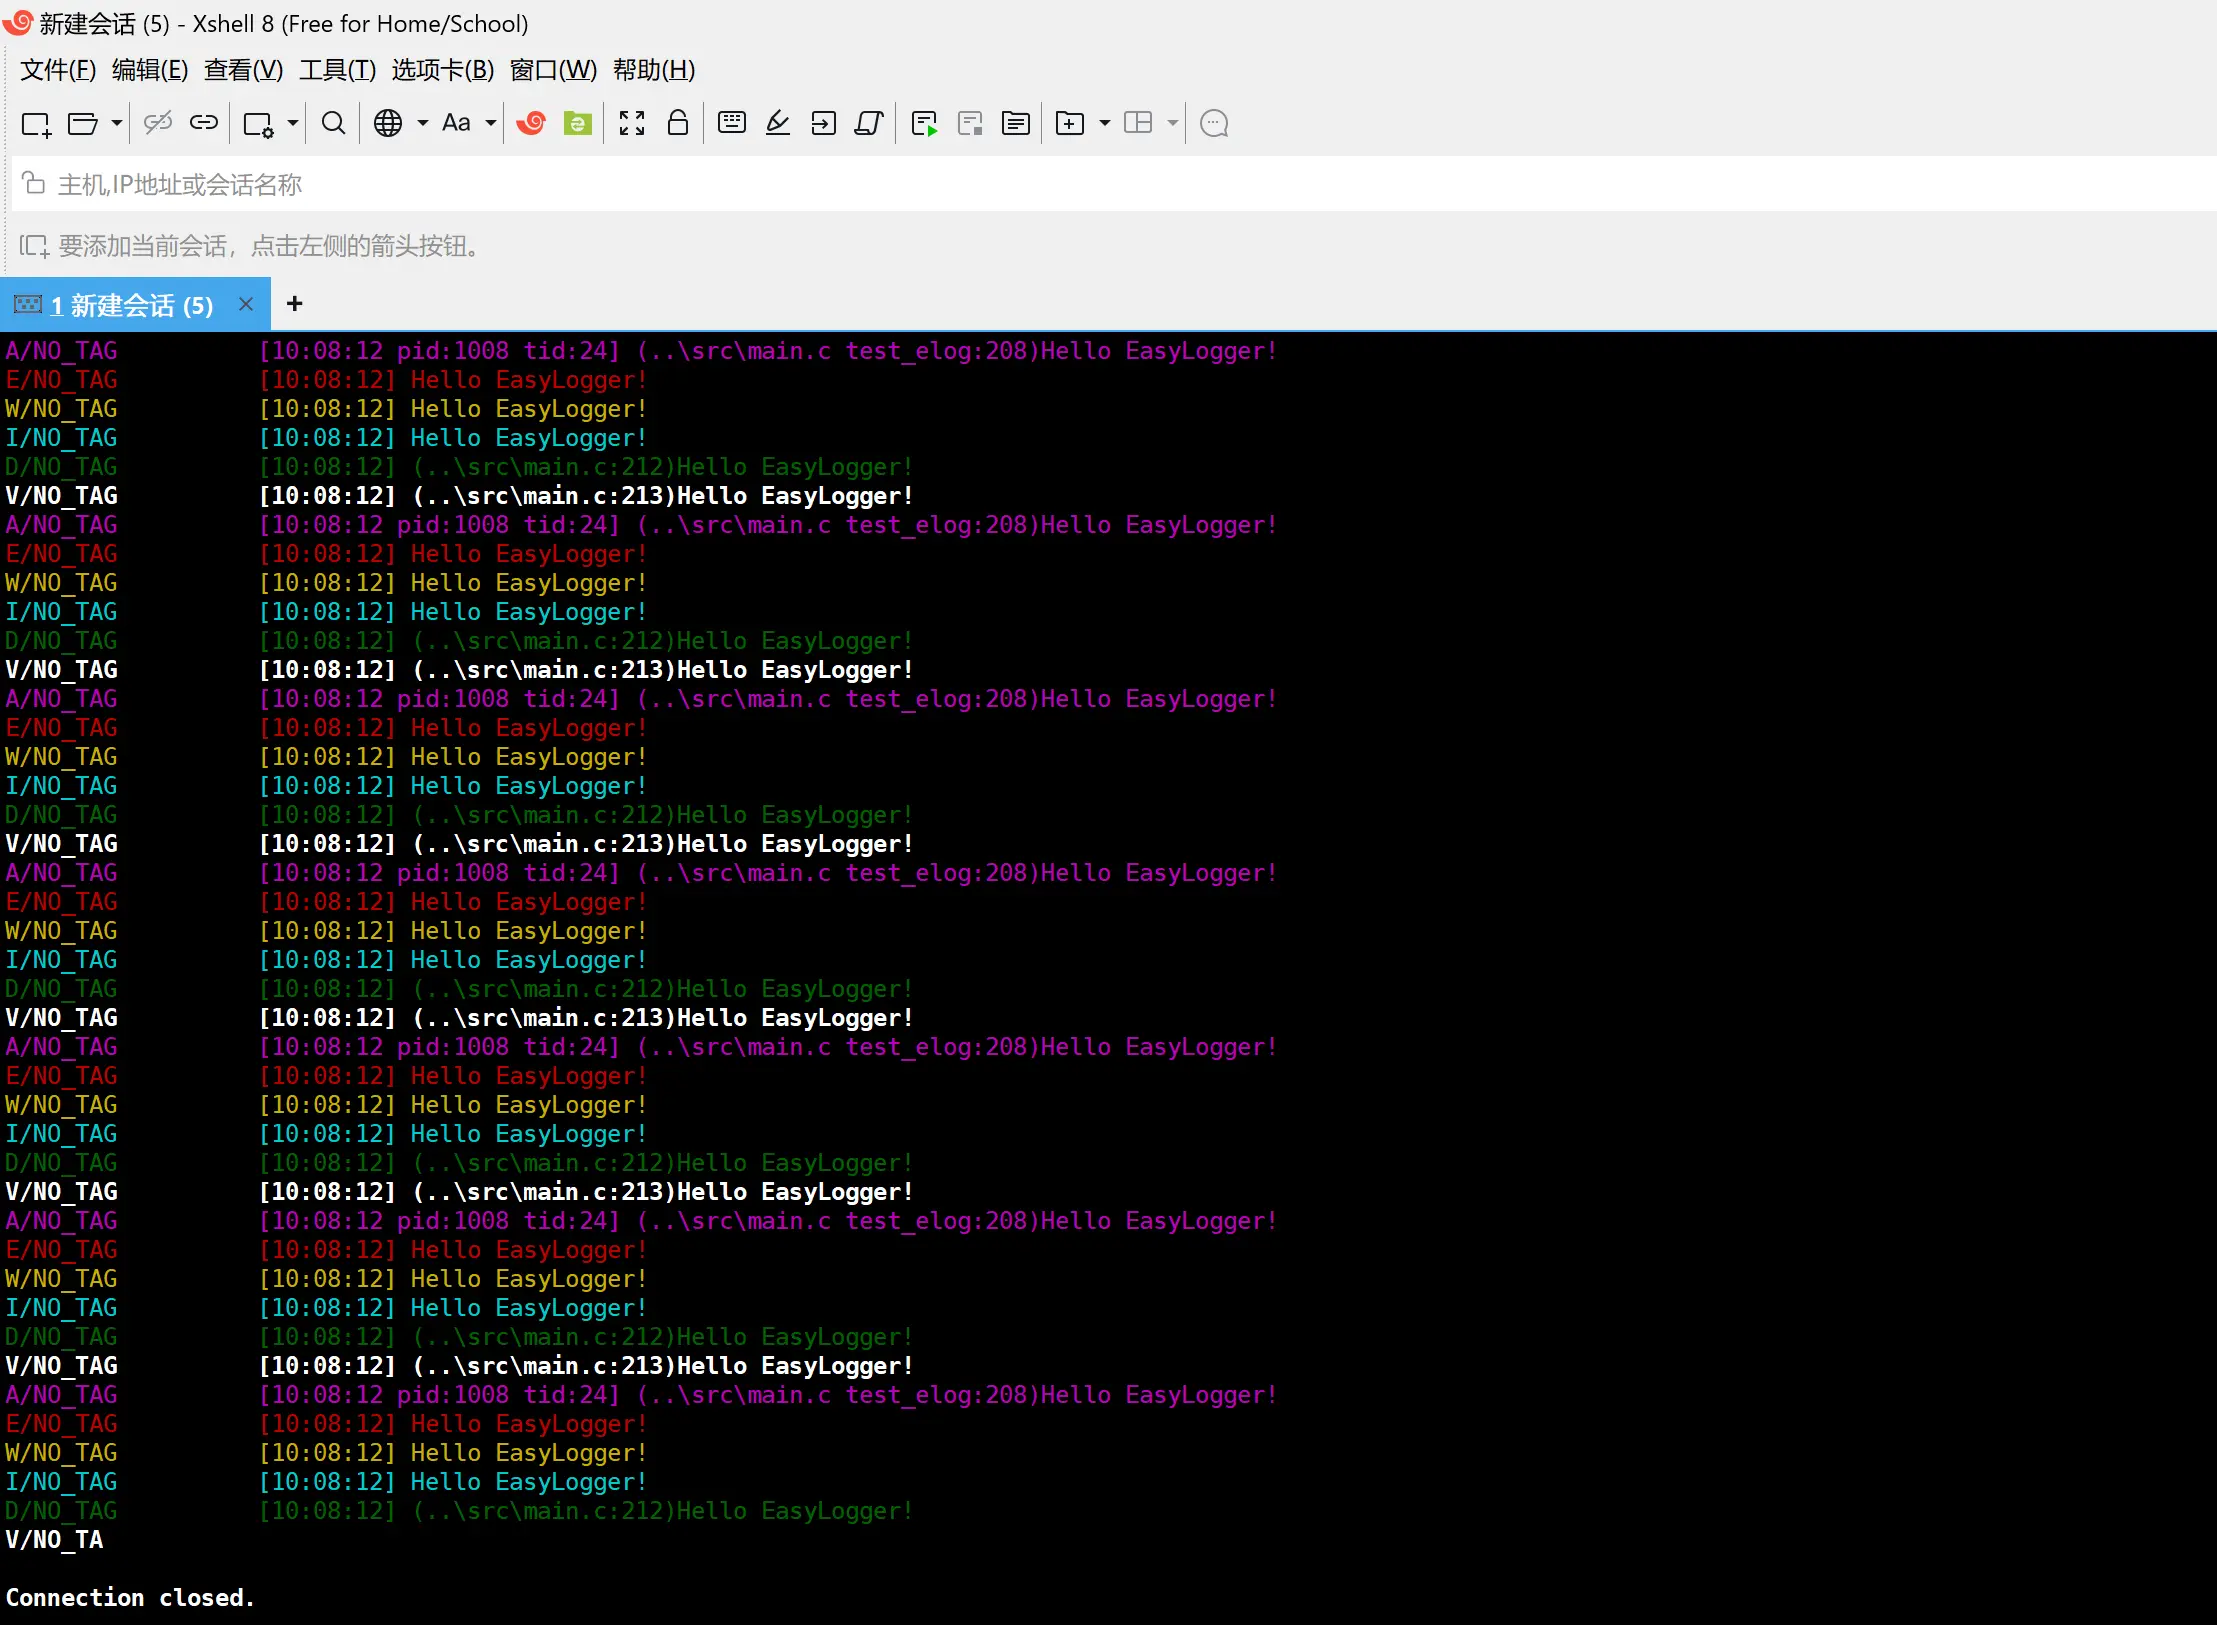 新建会话 (5) - Xshell 8 (Free for Home/School)
文件(F) 编辑(E) 查看(V) 工具(T) 选项卡(B) 窗口(W) 帮助(H)
Aa
主机,IP地址或会话名称
要添加当前会话，点击左侧的箭头按钮。
1 新建会话 (5) × +
A/NO_TAG          [10:08:12 pid:1008 tid:24] (..\src\main.c test_elog:208)Hello EasyLogger!
E/NO_TAG          [10:08:12] Hello EasyLogger!
W/NO_TAG          [10:08:12] Hello EasyLogger!
I/NO_TAG          [10:08:12] Hello EasyLogger!
D/NO_TAG          [10:08:12] (..\src\main.c:212)Hello EasyLogger!
V/NO_TAG          [10:08:12] (..\src\main.c:213)Hello EasyLogger!
A/NO_TAG          [10:08:12 pid:1008 tid:24] (..\src\main.c test_elog:208)Hello EasyLogger!
E/NO_TAG          [10:08:12] Hello EasyLogger!
W/NO_TAG          [10:08:12] Hello EasyLogger!
I/NO_TAG          [10:08:12] Hello EasyLogger!
D/NO_TAG          [10:08:12] (..\src\main.c:212)Hello EasyLogger!
V/NO_TAG          [10:08:12] (..\src\main.c:213)Hello EasyLogger!
A/NO_TAG          [10:08:12 pid:1008 tid:24] (..\src\main.c test_elog:208)Hello EasyLogger!
E/NO_TAG          [10:08:12] Hello EasyLogger!
W/NO_TAG          [10:08:12] Hello EasyLogger!
I/NO_TAG          [10:08:12] Hello EasyLogger!
D/NO_TAG          [10:08:12] (..\src\main.c:212)Hello EasyLogger!
V/NO_TAG          [10:08:12] (..\src\main.c:213)Hello EasyLogger!
A/NO_TAG          [10:08:12 pid:1008 tid:24] (..\src\main.c test_elog:208)Hello EasyLogger!
E/NO_TAG          [10:08:12] Hello EasyLogger!
W/NO_TAG          [10:08:12] Hello EasyLogger!
I/NO_TAG          [10:08:12] Hello EasyLogger!
D/NO_TAG          [10:08:12] (..\src\main.c:212)Hello EasyLogger!
V/NO_TAG          [10:08:12] (..\src\main.c:213)Hello EasyLogger!
A/NO_TAG          [10:08:12 pid:1008 tid:24] (..\src\main.c test_elog:208)Hello EasyLogger!
E/NO_TAG          [10:08:12] Hello EasyLogger!
W/NO_TAG          [10:08:12] Hello EasyLogger!
I/NO_TAG          [10:08:12] Hello EasyLogger!
D/NO_TAG          [10:08:12] (..\src\main.c:212)Hello EasyLogger!
V/NO_TAG          [10:08:12] (..\src\main.c:213)Hello EasyLogger!
A/NO_TAG          [10:08:12 pid:1008 tid:24] (..\src\main.c test_elog:208)Hello EasyLogger!
E/NO_TAG          [10:08:12] Hello EasyLogger!
W/NO_TAG          [10:08:12] Hello EasyLogger!
I/NO_TAG          [10:08:12] Hello EasyLogger!
D/NO_TAG          [10:08:12] (..\src\main.c:212)Hello EasyLogger!
V/NO_TAG          [10:08:12] (..\src\main.c:213)Hello EasyLogger!
A/NO_TAG          [10:08:12 pid:1008 tid:24] (..\src\main.c test_elog:208)Hello EasyLogger!
E/NO_TAG          [10:08:12] Hello EasyLogger!
W/NO_TAG          [10:08:12] Hello EasyLogger!
I/NO_TAG          [10:08:12] Hello EasyLogger!
D/NO_TAG          [10:08:12] (..\src\main.c:212)Hello EasyLogger!
V/NO_TA
Connection closed.